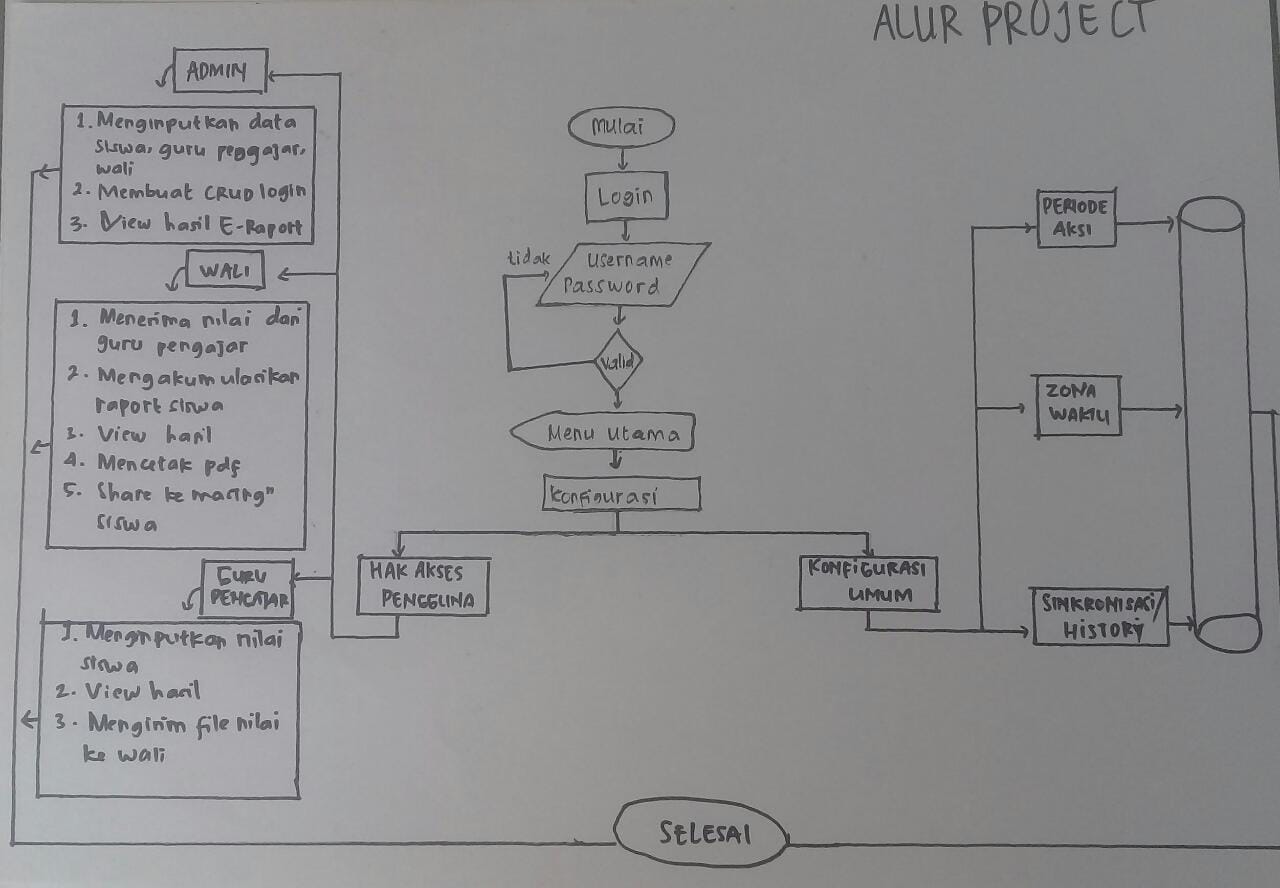 ALUR PROJECT
ADMIN
1. Menginputkan data
siswa, guru pengajar,
wali
2. Membuat CRUD login
3. View hasil E-Raport
WALI
1. Menerima nilai dari
guru pengajar
2. Mengakumulasikan
raport siswa
3. View hasil
4. Mencetak pdf
5. Share ke masing"
siswa
GURU
PENGAJAR
1. Menginputkan nilai
siswa
2. View hasil
3. Mengirim file nilai
ke wali
Mulai
Login
tidak
Username
Password
Valid
Menu Utama
Konfigurasi
HAK AKSES
PENGGUNA
KONFIGURASI
UMUM
PERIODE
AKSI
ZONA
WAKTU
SINKRONISASI/
HISTORY
SELESAI